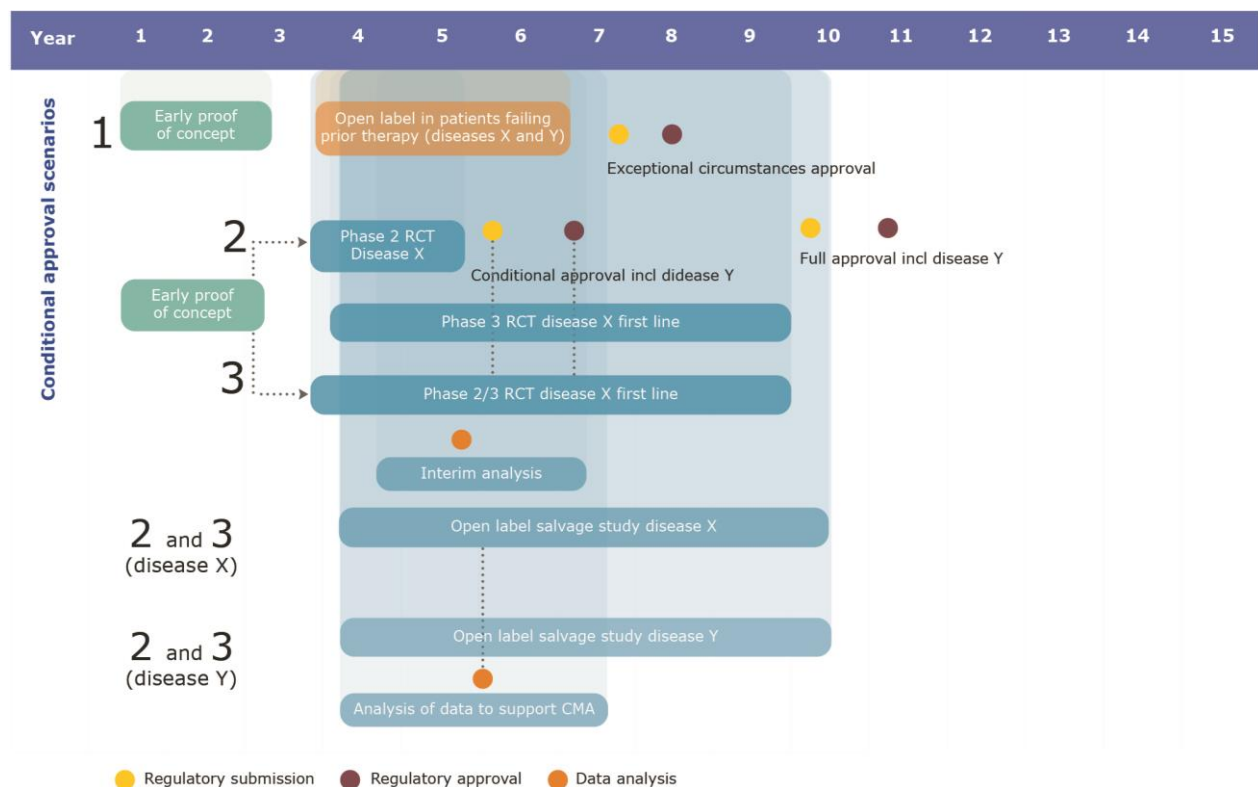 Year 1 2 3 4 5 6 7 8 9 10 11 12 13 14 15
Conditional approval scenarios
1
Early proof
of concept
Open label in patients failing
prior therapy (diseases X and Y)
Exceptional circumstances approval
2
Phase 2 RCT
Disease X
Conditional approval incl didease Y
Full approval incl disease Y
Early proof
of concept
Phase 3 RCT disease X first line
3
Phase 2/3 RCT disease X first line
Interim analysis
2 and 3
(disease X)
Open label salvage study disease X
2 and 3
(disease Y)
Open label salvage study disease Y
Analysis of data to support CMA
Regulatory submission Regulatory approval Data analysis